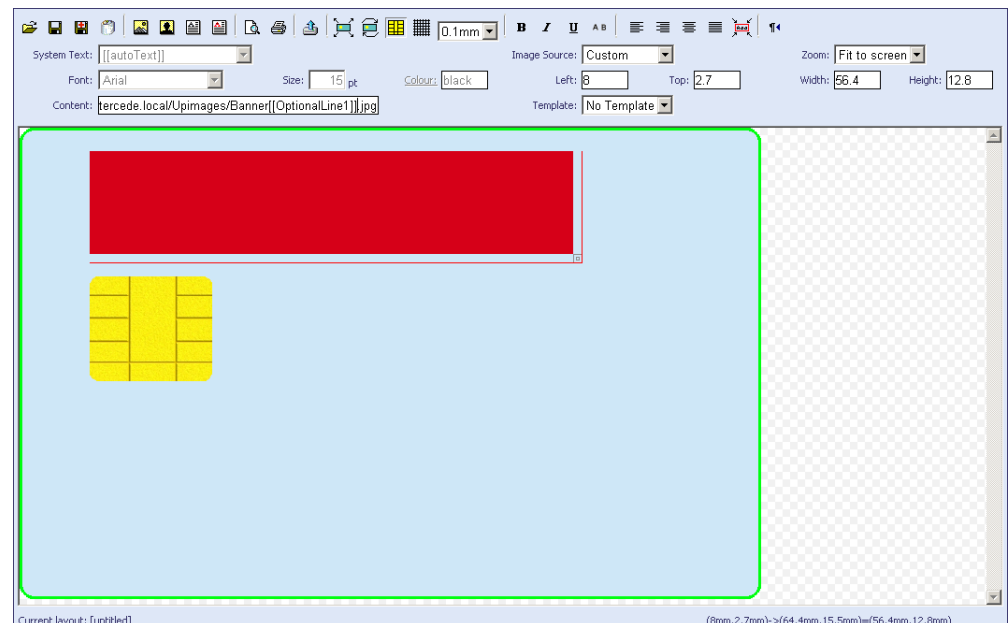 0.1mm B I U A B
System Text: [[autoText]] Image Source: Custom Zoom: Fit to screen
Font: Arial Size: 15 pt Colour: black Left: 8 Top: 2.7 Width: 56.4 Height: 12.8
Content: tercede.local/Upimages/Banner[[OptionalLine1]].jpg Template: No Template
Current layout: [untitled] (8mm,2.7mm)->(64.4mm,15.5mm)=(56.4mm,12.8mm)